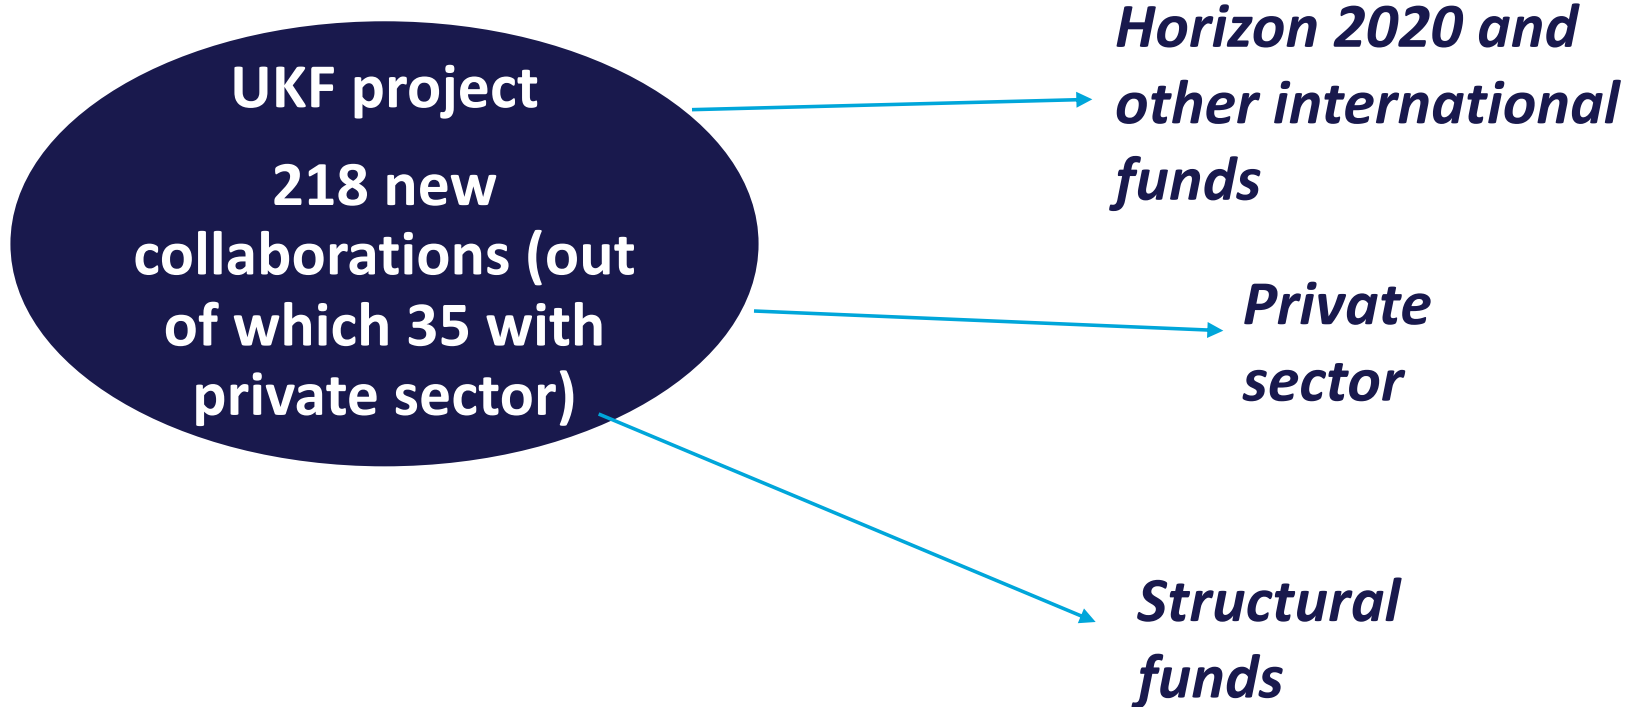 UKF project
218 new
collaborations (out
of which 35 with
private sector)
Horizon 2020 and
other international
funds
Private
sector
Structural
funds